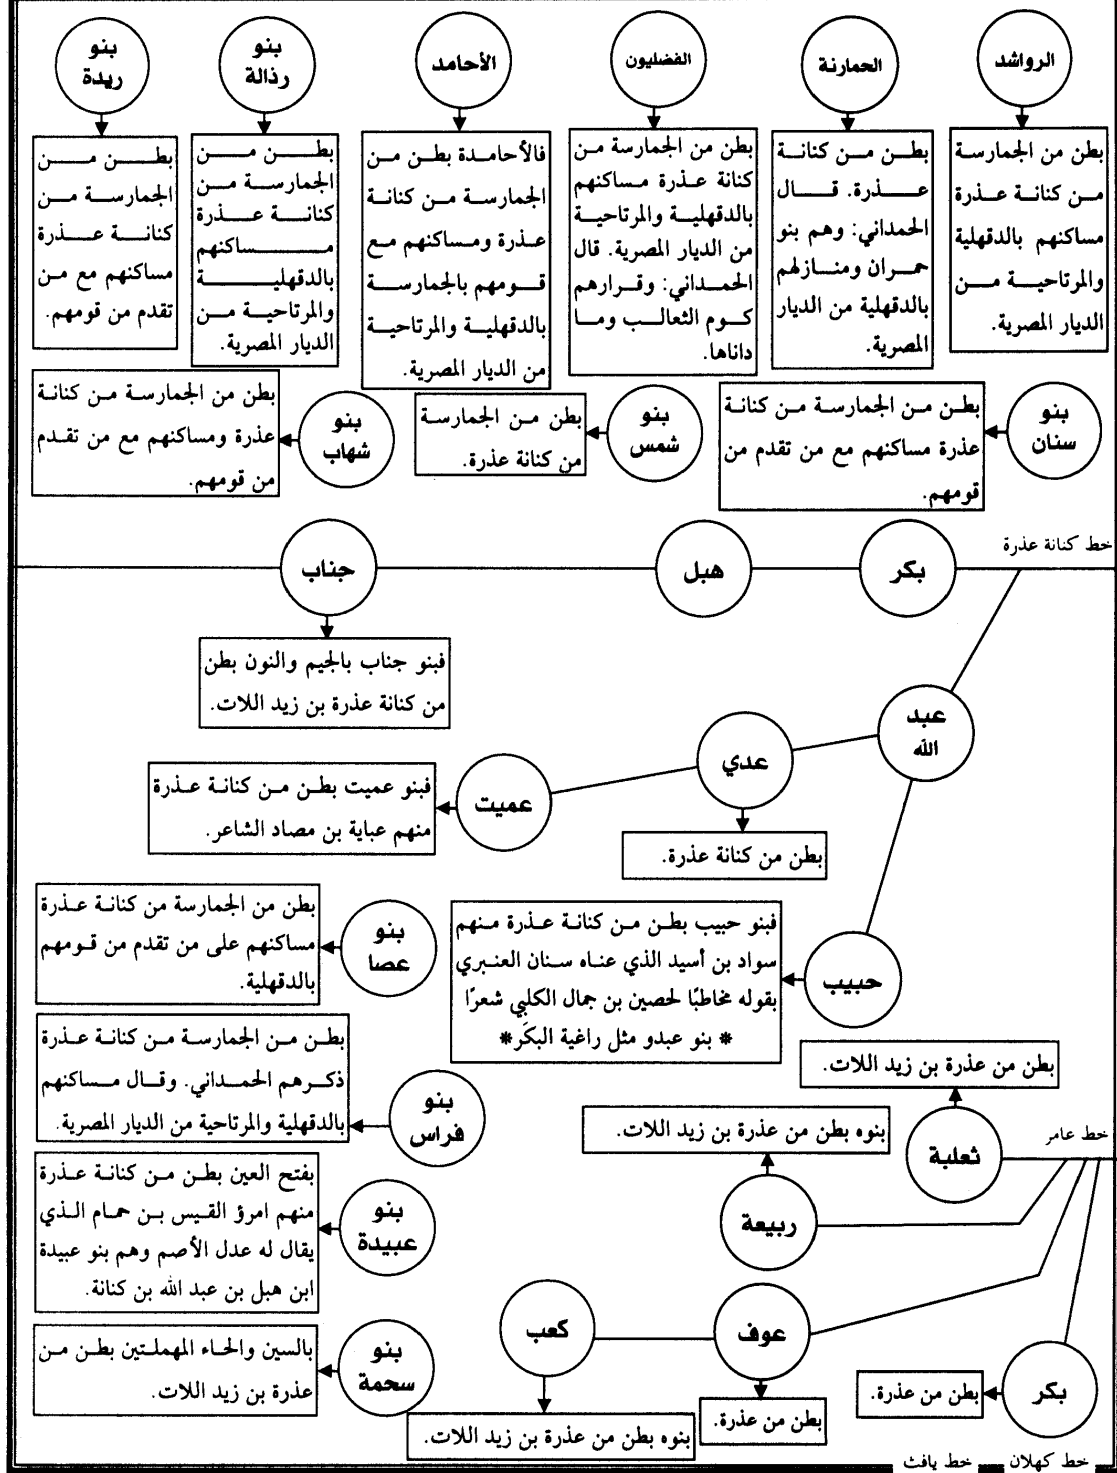 الرواشد
بطن من الجمارسة
من كنانة عذرة
مساكنهم بالدقهلية
والمرتاحية من
الديار المصرية.
الحمارنة
بطن من كنانة
عذرة. قال
الحمداني: وهم بنو
حمران ومنازلهم
بالدقهلية من الديار
المصرية.
الفضليون
بطن من الجمارسة من
كنانة عذرة مساكنهم
بالدقهلية والمرتاحية
من الديار المصرية. قال
الحمداني: وقرارهم
كوم الثعالب وما
داناها.
الأحامد
فالأحامدة بطن من
الجمارسة من كنانة
عذرة ومساكنهم مع
قومهم بالجمارسة
بالدقهلية والمرتاحية
من الديار المصرية.
بنو
رذالة
بطن من
الجمارسة من
كنانة عذرة
مساكنهم
بالدقهلية
والمرتاحية من
الديار المصرية.
بنو
ريدة
بطن من
الجمارسة من
كنانة عذرة
مساكنهم مع من
تقدم من قومهم.
بنو
سنان
بطن من الجمارسة من كنانة
عذرة مساكنهم مع من تقدم من
قومهم.
بنو
شمس
بطن من الجمارسة
من كنانة عذرة.
بنو
شهاب
بطن من الجمارسة من كنانة
عذرة ومساكنهم مع من تقدم
من قومهم.
خط كنانة عذرة
بكر
هبل
جناب
فبنو جناب بالجيم والنون بطن
من كنانة عذرة بن زيد اللات.
عبد
الله
عدي
بطن من كنانة عذرة.
عميت
فبنو عميت بطن من كنانة عذرة
منهم عباية بن مصاد الشاعر.
حبيب
فبنو حبيب بطن من كنانة عذرة منهم
سواد بن أسيد الذي عناه سنان العنبري
بقوله مخاطبًا لحصين بن جمال الكلبي شعرًا
* بنو عبدو مثل راغية البكَر*
بنو
عصا
بطن من الجمارسة من كنانة عذرة
مساكنهم على من تقدم من قومهم
بالدقهلية.
بنو
فراس
بطن من الجمارسة من كنانة عذرة
ذكرهم الحمداني. وقال مساكنهم
بالدقهلية والمرتاحية من الديار المصرية.
خط عامر
ثعلبة
بطن من عذرة بن زيد اللات.
ربيعة
بنوه بطن من عذرة بن زيد اللات.
بنو
عبيدة
بفتح العين بطن من كنانة عذرة
منهم امرؤ القيس بن حمام الذي
يقال له عدل الأصم وهم بنو عبيدة
ابن هبل بن عبد الله بن كنانة.
عوف
بطن من عذرة.
كعب
بنوه بطن من عذرة بن زيد اللات.
بكر
بطن من عذرة.
بنو
سحمة
بالسين والحاء المهملتين بطن من
عذرة بن زيد اللات.
خط كهلان
خط يافث